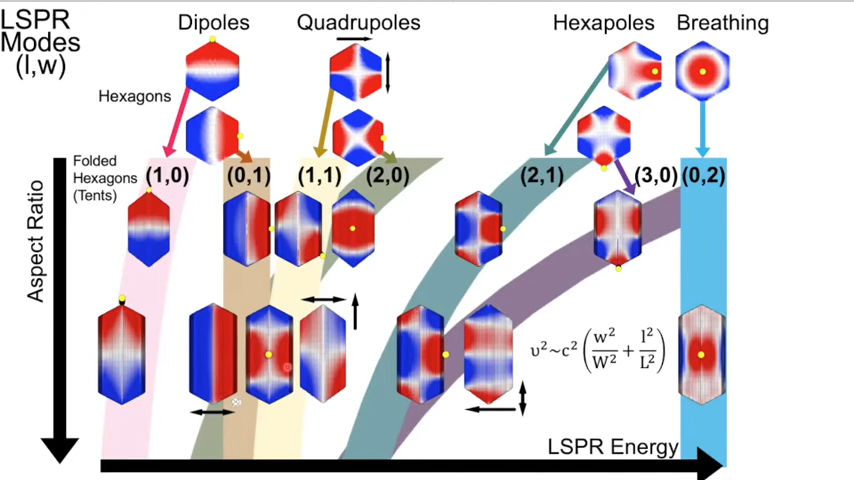 LSPR
Modes
(l,w)
Dipoles
Quadrupoles
Hexapoles
Breathing
Hexagons
Folded
Hexagons
(Tents)
(1,0)
(0,1)
(1,1)
(2,0)
(2,1)
(3,0)
(0,2)
Aspect Ratio
υ²~c²(w²/W² + l²/L²)
LSPR Energy